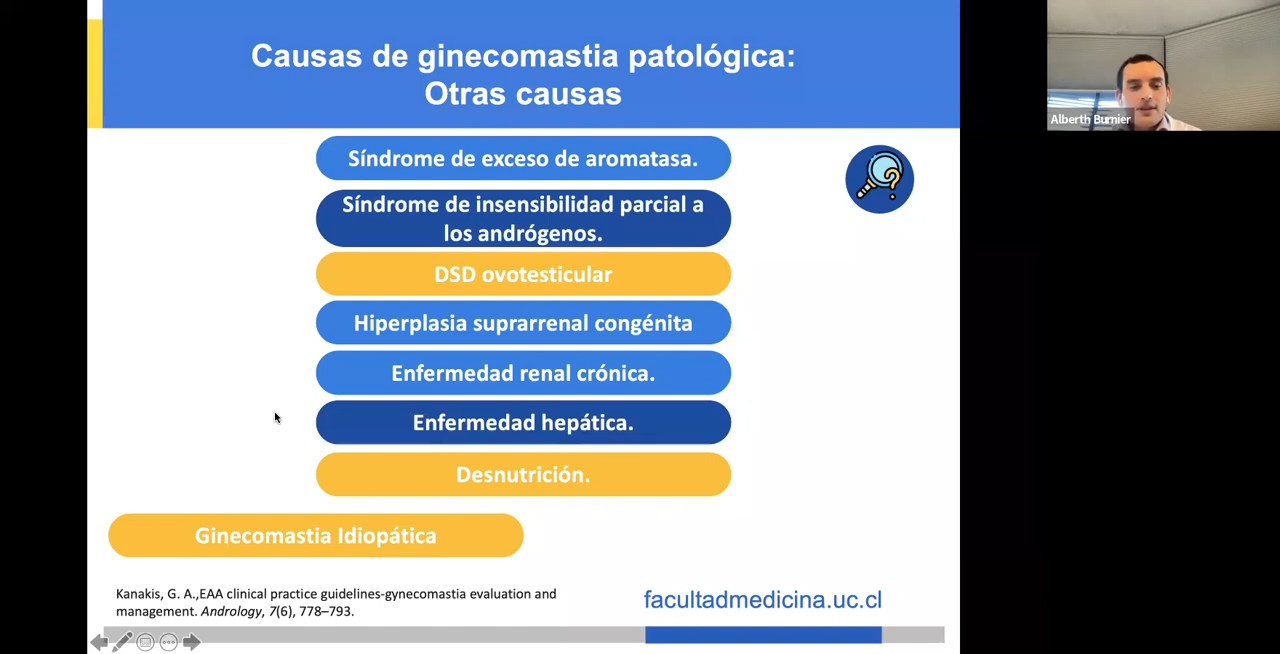 Causas de ginecomastia patológica:
Otras causas
Alberth Burnier
Síndrome de exceso de aromatasa.
Síndrome de insensibilidad parcial a
los andrógenos.
DSD ovotesticular
Hiperplasia suprarrenal congénita
Enfermedad renal crónica.
Enfermedad hepática.
Desnutrición.
Ginecomastia Idiopática
Kanakis, G. A.,EAA clinical practice guidelines-gynecomastia evaluation and
management. Andrology, 7(6), 778–793.
facultadmedicina.uc.cl